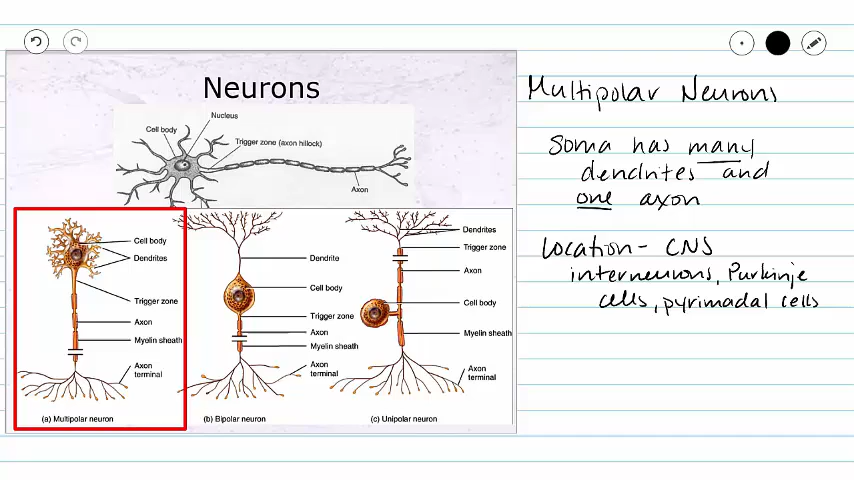 Neurons
Nucleus
Cell body
Trigger zone (axon hillock)
Axon
Cell body
Dendrites
Trigger zone
Axon
Myelin sheath
Axon
terminal
(a) Multipolar neuron
Dendrite
Cell body
Trigger zone
Axon
Myelin sheath
Axon
terminal
(b) Bipolar neuron
Dendrites
Trigger zone
Axon
Cell body
Myelin sheath
Axon
terminal
(c) Unipolar neuron
Multipolar Neurons
Soma has many
dendrites and
one axon
Location - CNS
interneurons, Purkinje
cells, pyrimadal cells